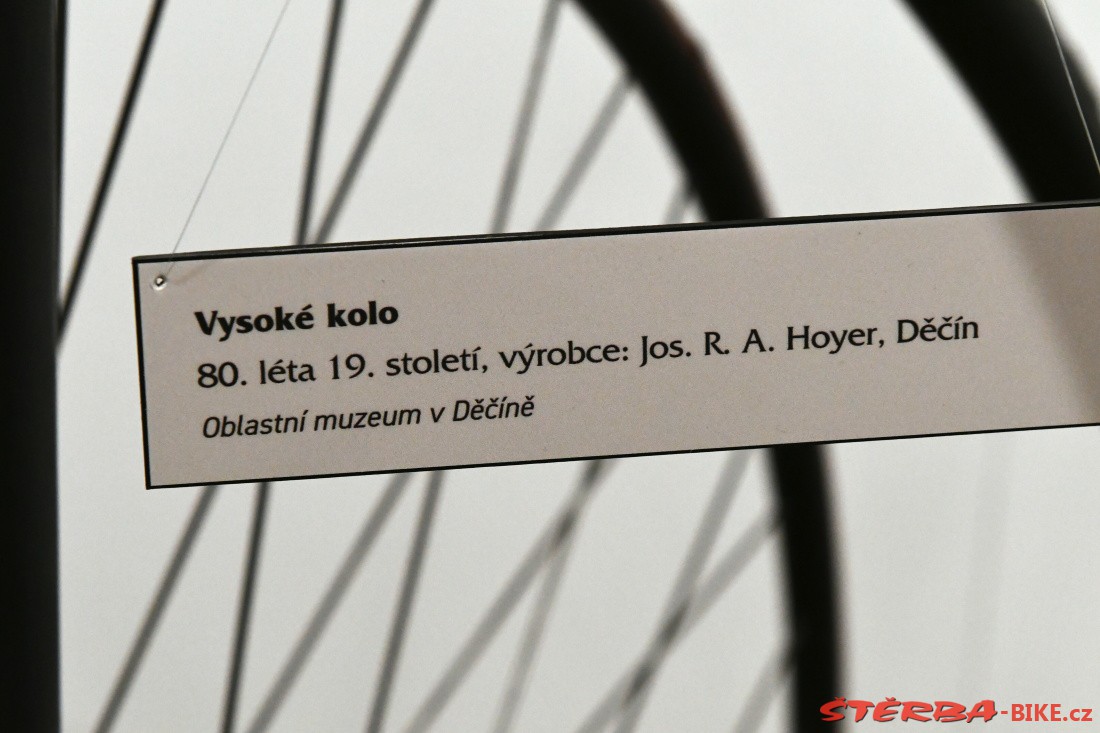 Vysoké kolo
80. léta 19. století, výrobce: Jos. R. A. Hoyer, Děčín
Oblastní muzeum v Děčíně
ŠTĚRBA-BIKE.cz